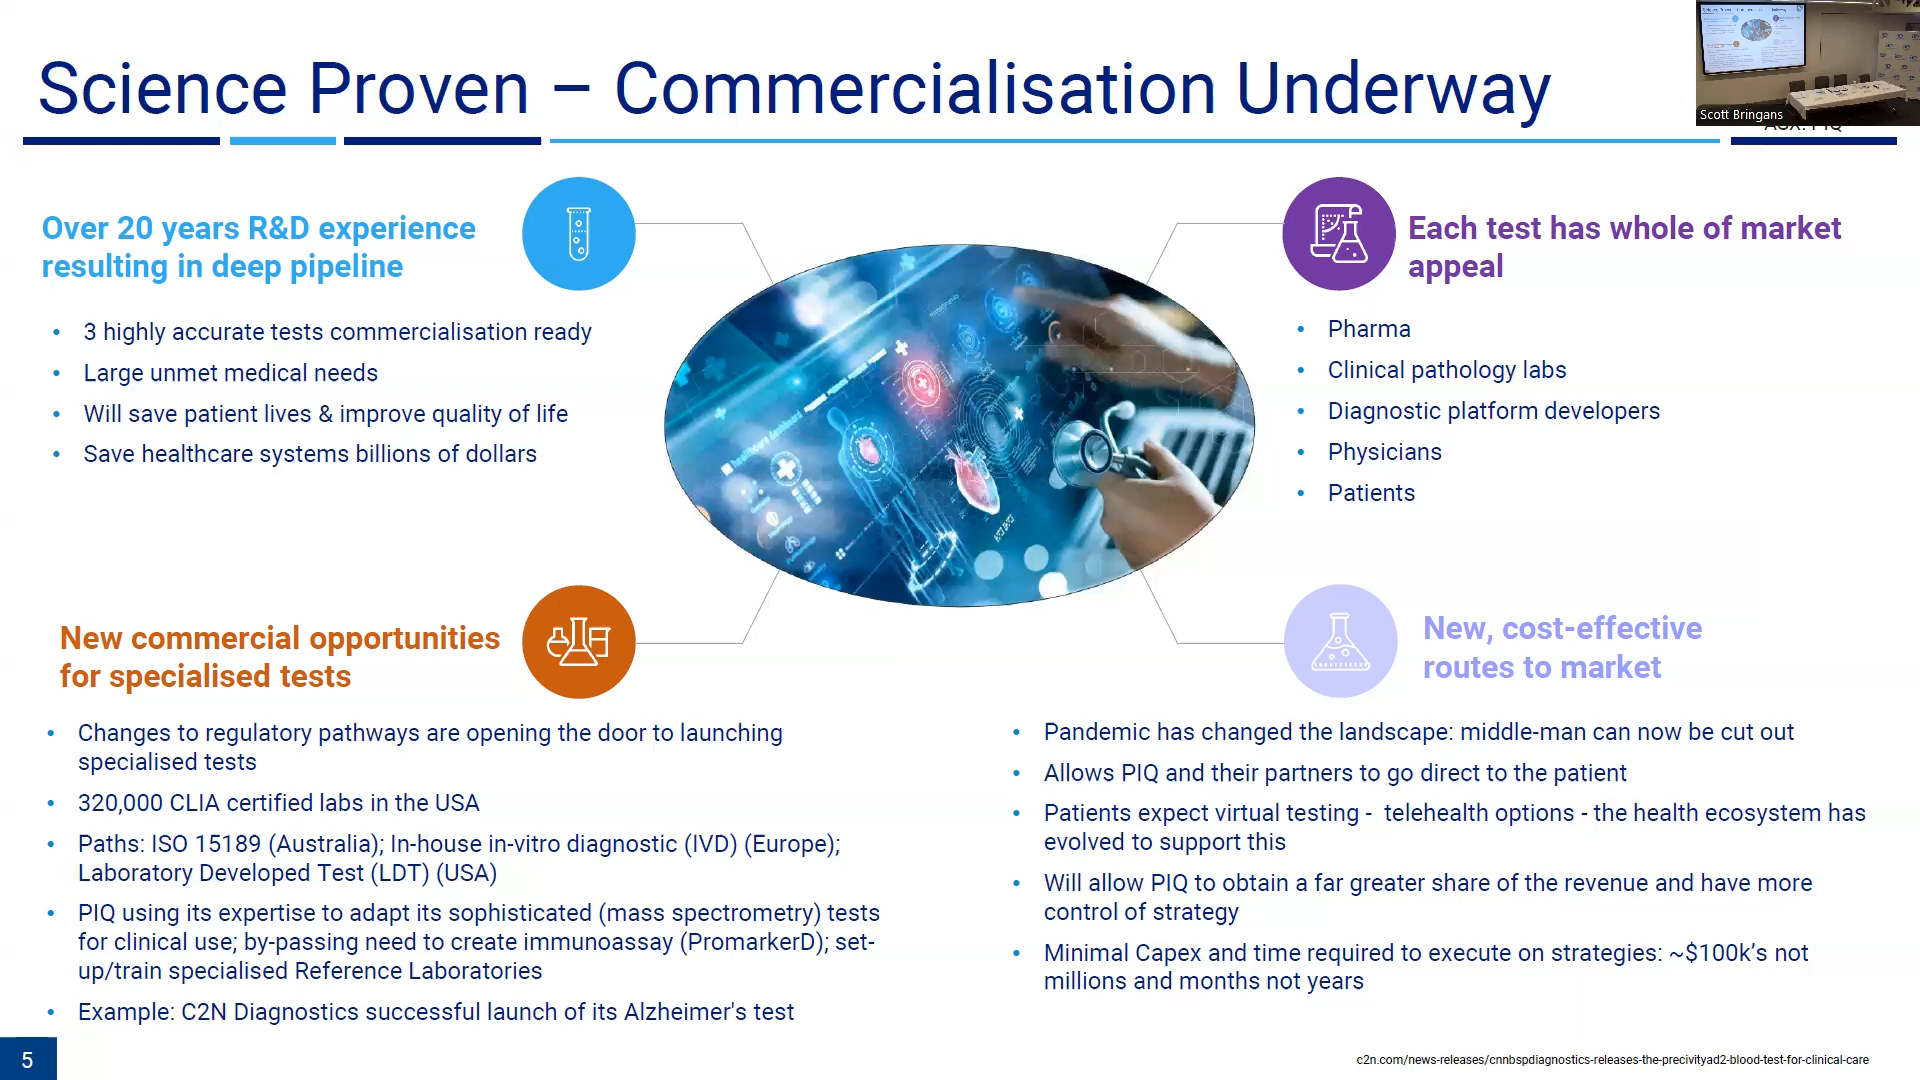 Science Proven – Commercialisation Underway
Scott Bringans
Over 20 years R&D experience
resulting in deep pipeline
• 3 highly accurate tests commercialisation ready
• Large unmet medical needs
• Will save patient lives & improve quality of life
• Save healthcare systems billions of dollars
Each test has whole of market
appeal
• Pharma
• Clinical pathology labs
• Diagnostic platform developers
• Physicians
• Patients
New commercial opportunities
for specialised tests
• Changes to regulatory pathways are opening the door to launching
specialised tests
• 320,000 CLIA certified labs in the USA
• Paths: ISO 15189 (Australia); In-house in-vitro diagnostic (IVD) (Europe);
Laboratory Developed Test (LDT) (USA)
• PIQ using its expertise to adapt its sophisticated (mass spectrometry) tests
for clinical use; by-passing need to create immunoassay (PromarkerD); set-
up/train specialised Reference Laboratories
• Example: C2N Diagnostics successful launch of its Alzheimer's test
New, cost-effective
routes to market
• Pandemic has changed the landscape: middle-man can now be cut out
• Allows PIQ and their partners to go direct to the patient
• Patients expect virtual testing - telehealth options - the health ecosystem has
evolved to support this
• Will allow PIQ to obtain a far greater share of the revenue and have more
control of strategy
• Minimal Capex and time required to execute on strategies: ~$100k’s not
millions and months not years
5
c2n.com/news-releases/cnnbspdiagnostics-releases-the-precivityad2-blood-test-for-clinical-care